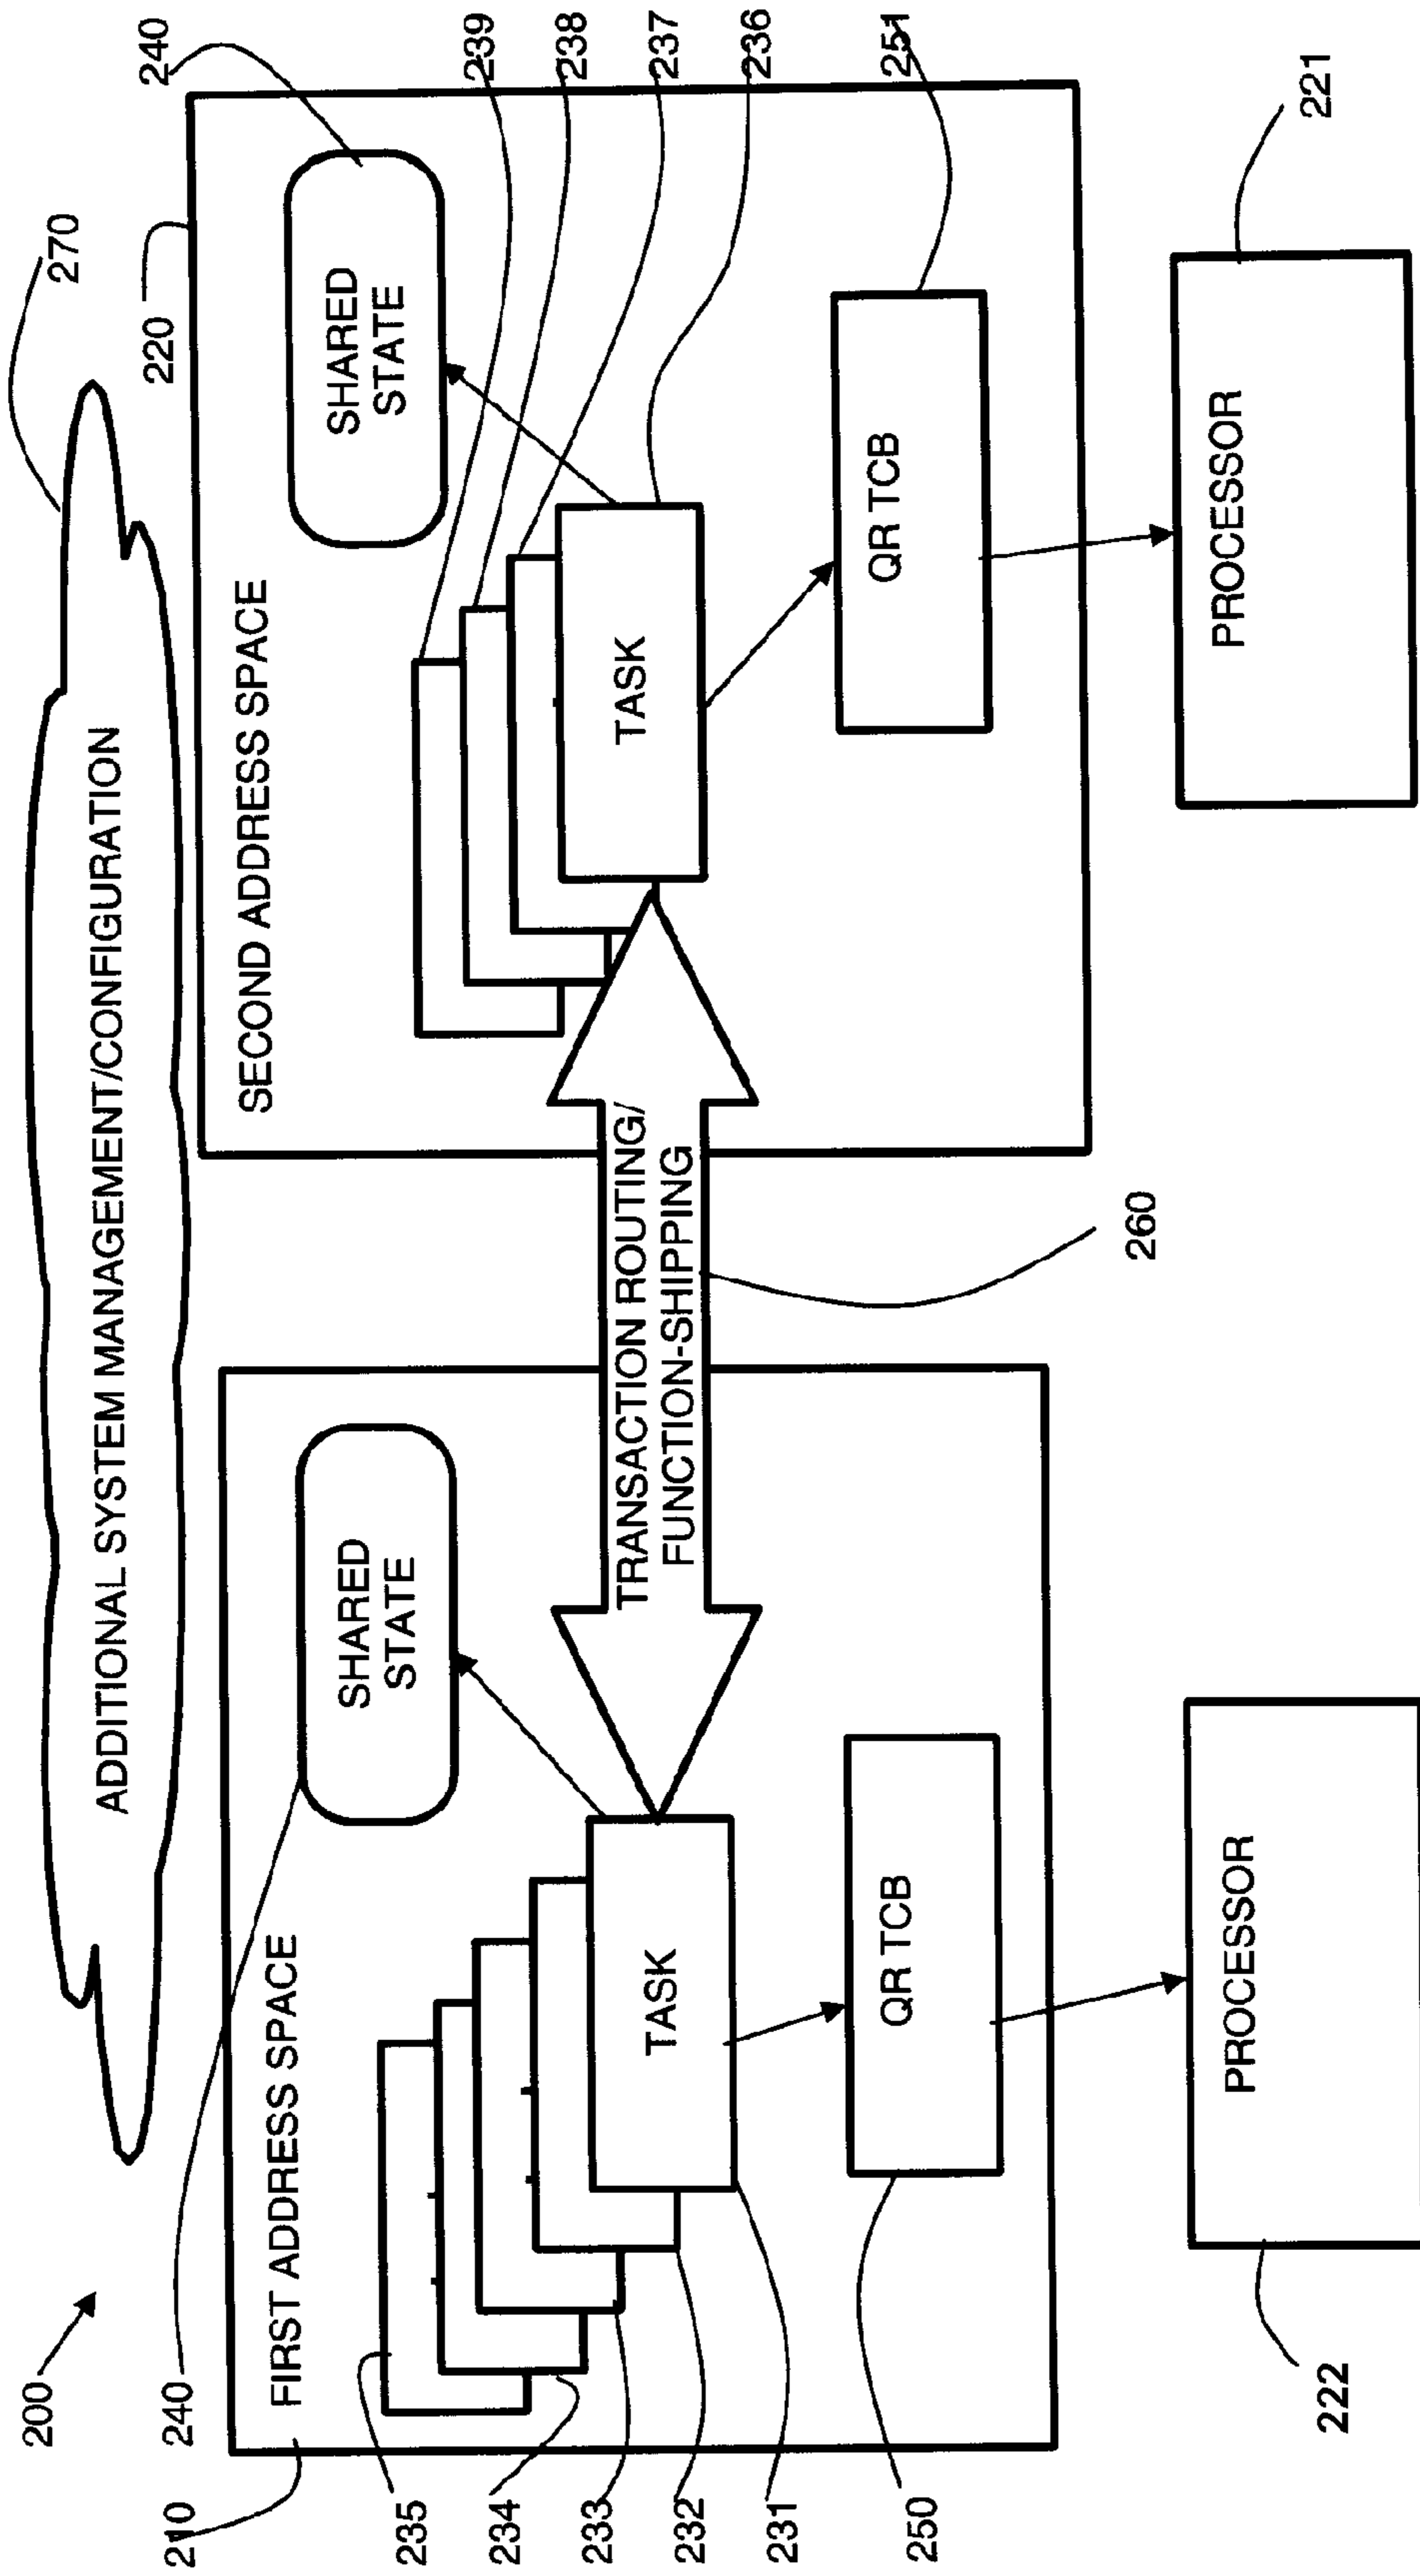 200
270
ADDITIONAL SYSTEM MANAGEMENT/CONFIGURATION
210
240
220
240
FIRST ADDRESS SPACE
SECOND ADDRESS SPACE
SHARED
STATE
SHARED
STATE
235
234
233
232
231
239
238
237
236
TASK
TRANSACTION ROUTING/
FUNCTION-SHIPPING
TASK
250
QR TCB
260
QR TCB
251
222
PROCESSOR
PROCESSOR
221